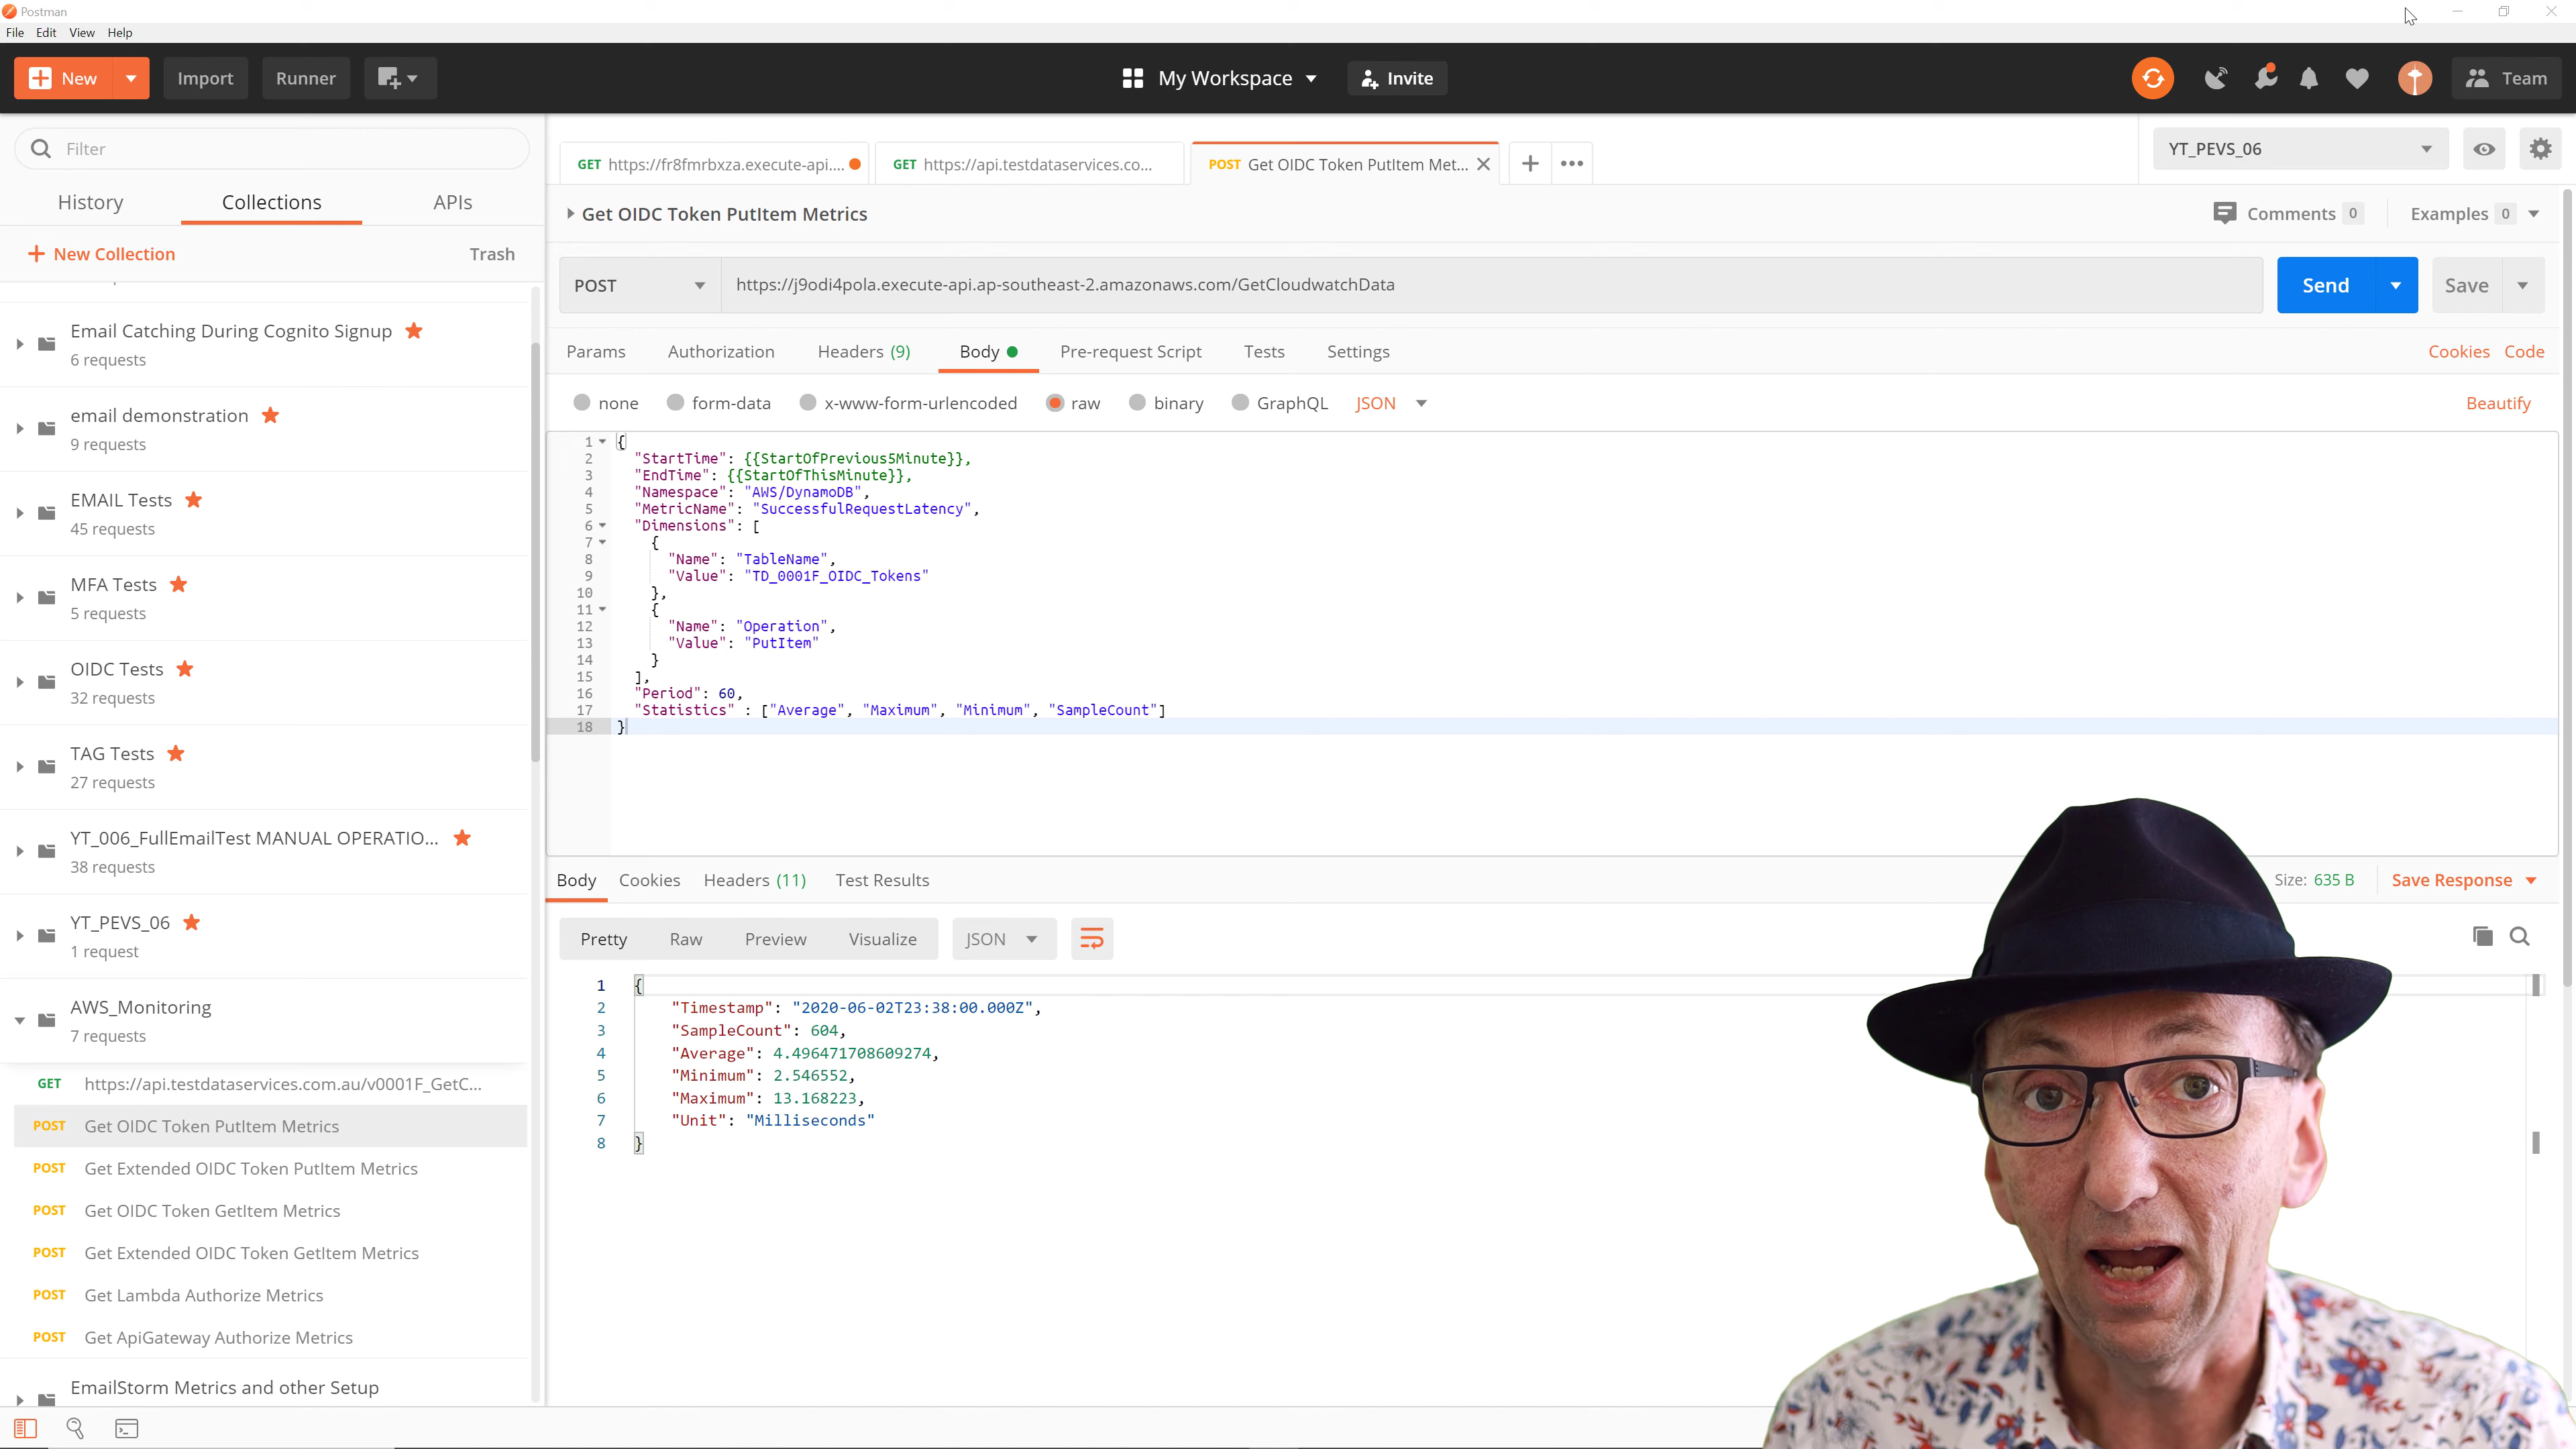 Postman
File Edit View Help
New Import Runner My Workspace Invite Team
Filter
History Collections APIs
New Collection Trash
Email Catching During Cognito Signup
6 requests
email demonstration
9 requests
EMAIL Tests
45 requests
MFA Tests
5 requests
OIDC Tests
32 requests
TAG Tests
27 requests
YT_006_FullEmailTest MANUAL OPERATIO...
38 requests
YT_PEVS_06
1 request
AWS_Monitoring
7 requests
GET https://api.testdataservices.com.au/v0001F_GetC...
POST Get OIDC Token PutItem Metrics
POST Get Extended OIDC Token PutItem Metrics
POST Get OIDC Token GetItem Metrics
POST Get Extended OIDC Token GetItem Metrics
POST Get Lambda Authorize Metrics
POST Get ApiGateway Authorize Metrics
EmailStorm Metrics and other Setup
GET https://fr8fmrbxza.execute-api.... GET https://api.testdataservices.co... POST Get OIDC Token PutItem Met... YT_PEVS_06
Get OIDC Token PutItem Metrics Comments 0 Examples 0
POST https://j9odi4pola.execute-api.ap-southeast-2.amazonaws.com/GetCloudwatchData Send Save
Params Authorization Headers (9) Body Pre-request Script Tests Settings Cookies Code
none form-data x-www-form-urlencoded raw binary GraphQL JSON Beautify
1 {
2 "StartTime": {{StartOfPrevious5Minute}},
3 "EndTime": {{StartOfThisMinute}},
4 "Namespace": "AWS/DynamoDB",
5 "MetricName": "SuccessfulRequestLatency",
6 "Dimensions": [
7 {
8 "Name": "TableName",
9 "Value": "TD_0001F_OIDC_Tokens"
10 },
11 {
12 "Name": "Operation",
13 "Value": "PutItem"
14 }
15 ],
16 "Period": 60,
17 "Statistics" : ["Average", "Maximum", "Minimum", "SampleCount"]
18 }
Body Cookies Headers (11) Test Results Size: 635 B Save Response
Pretty Raw Preview Visualize JSON
1 {
2 "Timestamp": "2020-06-02T23:38:00.000Z",
3 "SampleCount": 604,
4 "Average": 4.496471708609274,
5 "Minimum": 2.546552,
6 "Maximum": 13.168223,
7 "Unit": "Milliseconds"
8 }